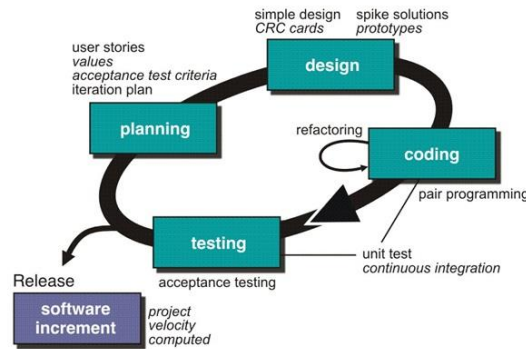 simple design
CRC cards
spike solutions
prototypes
user stories
values
acceptance test criteria
iteration plan
design
planning
refactoring
coding
pair programming
testing
unit test
continuous integration
acceptance testing
Release
software
increment
project
velocity
computed